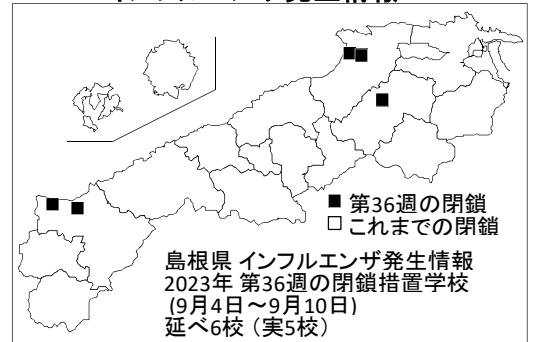 ■ 第36週の閉鎖
□ これまでの閉鎖
島根県 インフルエンザ発生情報
2023年 第36週の閉鎖措置学校
(9月4日～9月10日)
延べ6校 （実5校）